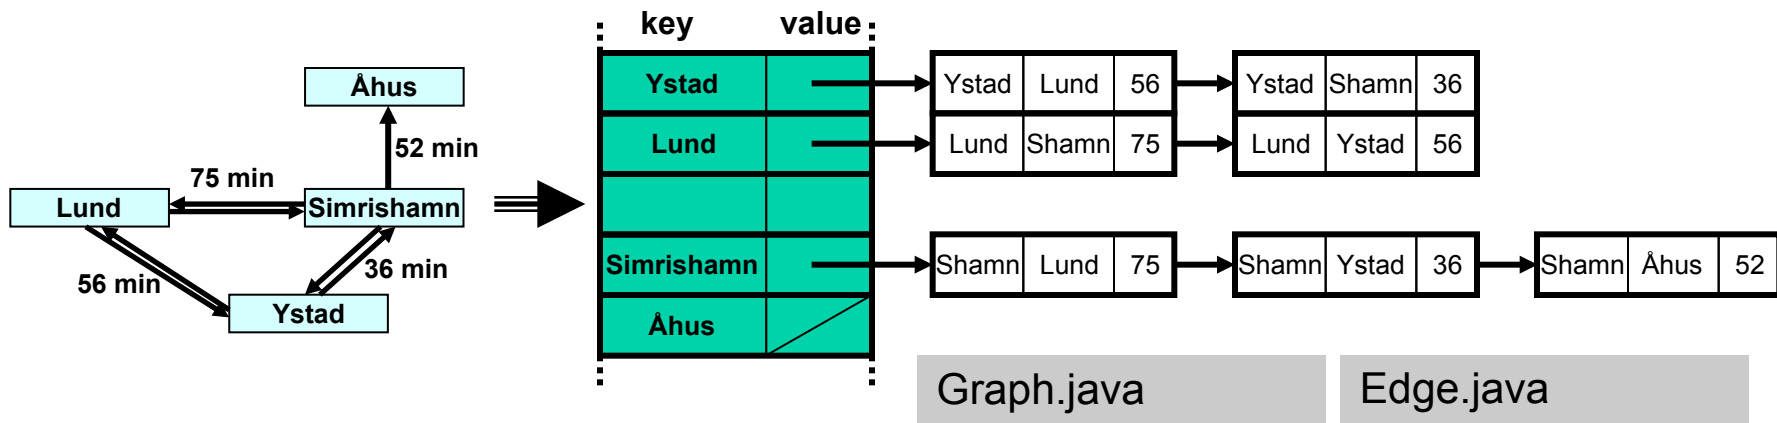 key value
Åhus
52 min
75 min
Lund
Simrishamn
36 min
56 min
Ystad
Ystad Ystad Lund 56 Ystad Shamn 36
Lund Lund Shamn 75 Lund Ystad 56
Simrishamn Shamn Lund 75 Shamn Ystad 36 Shamn Åhus 52
Åhus
Graph.java
Edge.java